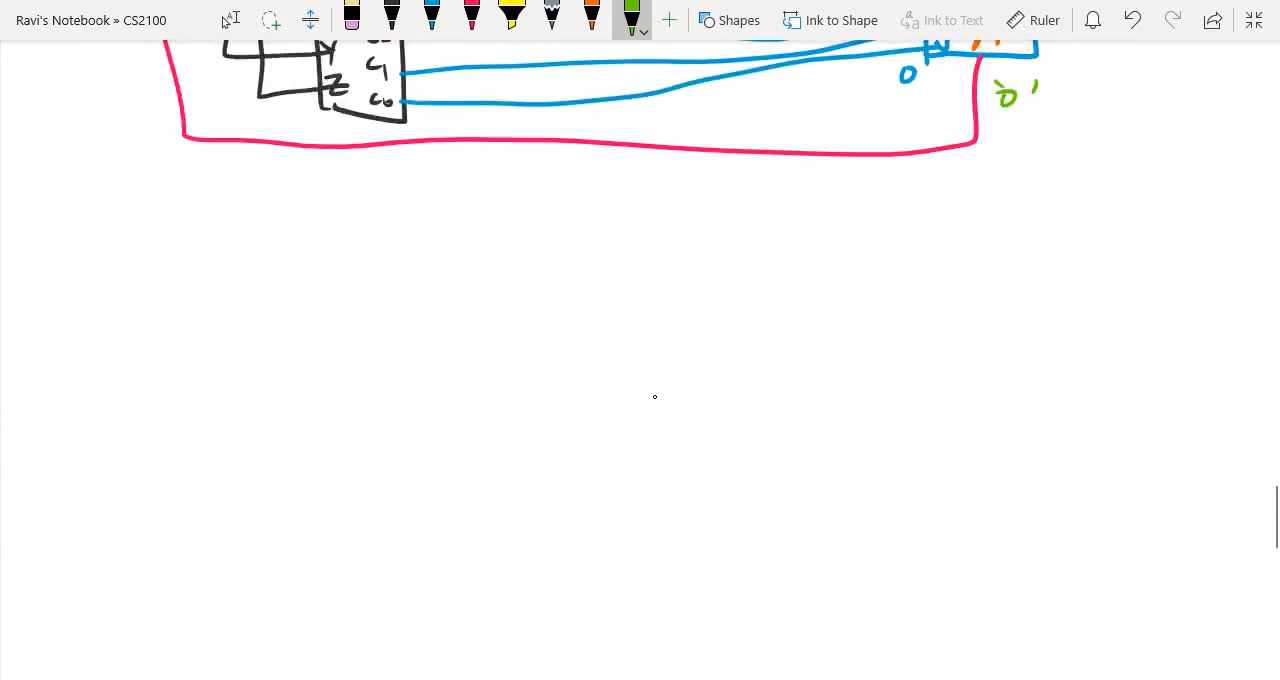 Ravi's Notebook » CS2100
Shapes
Ink to Shape
Ink to Text
Ruler
C1
Z
C0
0
'0'